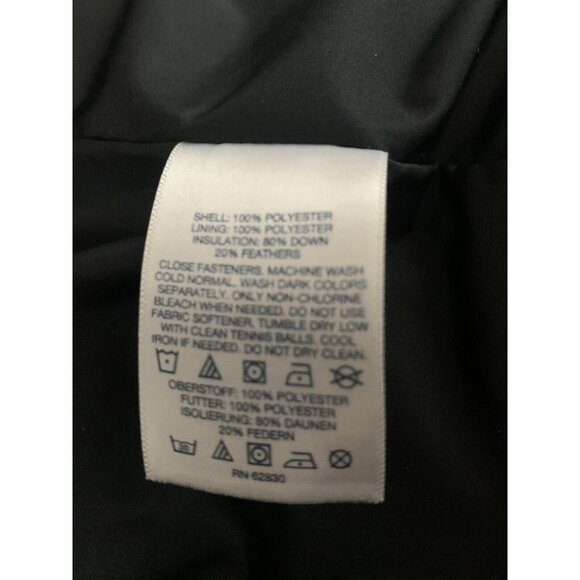 SHELL: 100% POLYESTER
LINING: 100% POLYESTER
INSULATION: 80% DOWN
20% FEATHERS
CLOSE FASTENERS. MACHINE WASH
COLD NORMAL. WASH DARK COLORS
SEPARATELY. ONLY NON-CHLORINE
BLEACH WHEN NEEDED. DO NOT USE
FABRIC SOFTENER. TUMBLE DRY LOW
WITH CLEAN TENNIS BALLS. COOL
IRON IF NEEDED. DO NOT DRY CLEAN.
OBERSTOFF: 100% POLYESTER
FUTTER: 100% POLYESTER
ISOLIERUNG: 80% DAUNEN
20% FEDERN
30
RN 62830